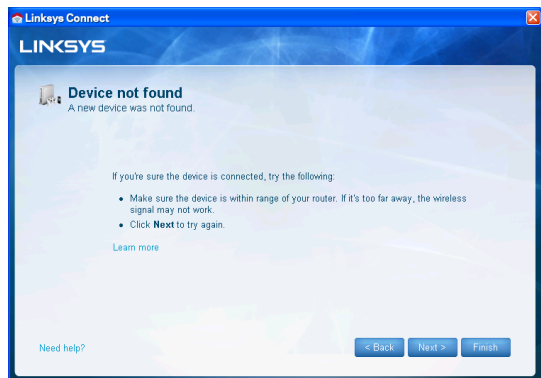 Linksys Connect
LINKSYS
Device not found
A new device was not found.
If you're sure the device is connected, try the following:
• Make sure the device is within range of your router. If it's too far away, the wireless
signal may not work.
• Click Next to try again.
Learn more
Need help?
< Back
Next >
Finish